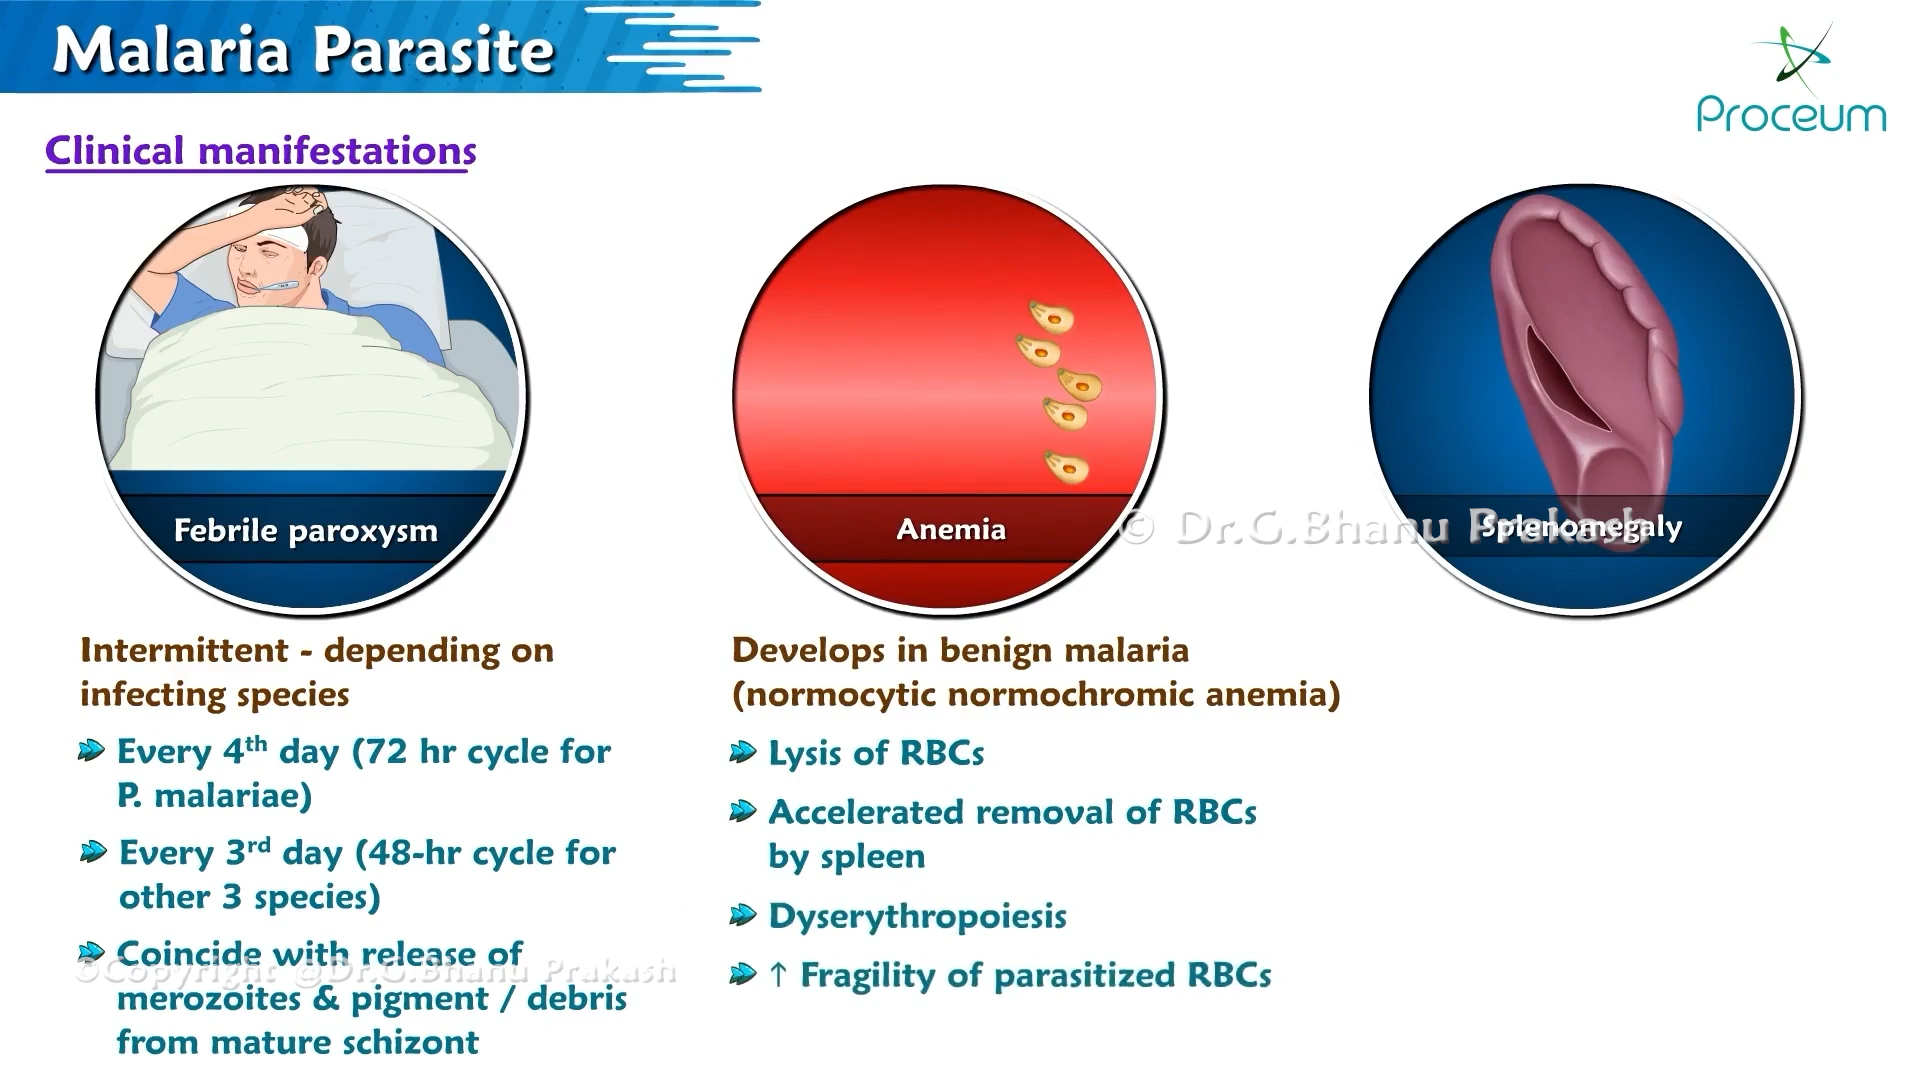 Malaria Parasite
Proceum
Clinical manifestations
Febrile paroxysm
Anemia
Splenomegaly
© Dr.G.Bhanu Prakash
Intermittent - depending on
infecting species
Every 4th day (72 hr cycle for
P. malariae)
Every 3rd day (48-hr cycle for
other 3 species)
Coincide with release of
merozoites & pigment / debris
from mature schizont
©Copyright @Dr.G.Bhanu Prakash
Develops in benign malaria
(normocytic normochromic anemia)
Lysis of RBCs
Accelerated removal of RBCs
by spleen
Dyserythropoiesis
↑ Fragility of parasitized RBCs